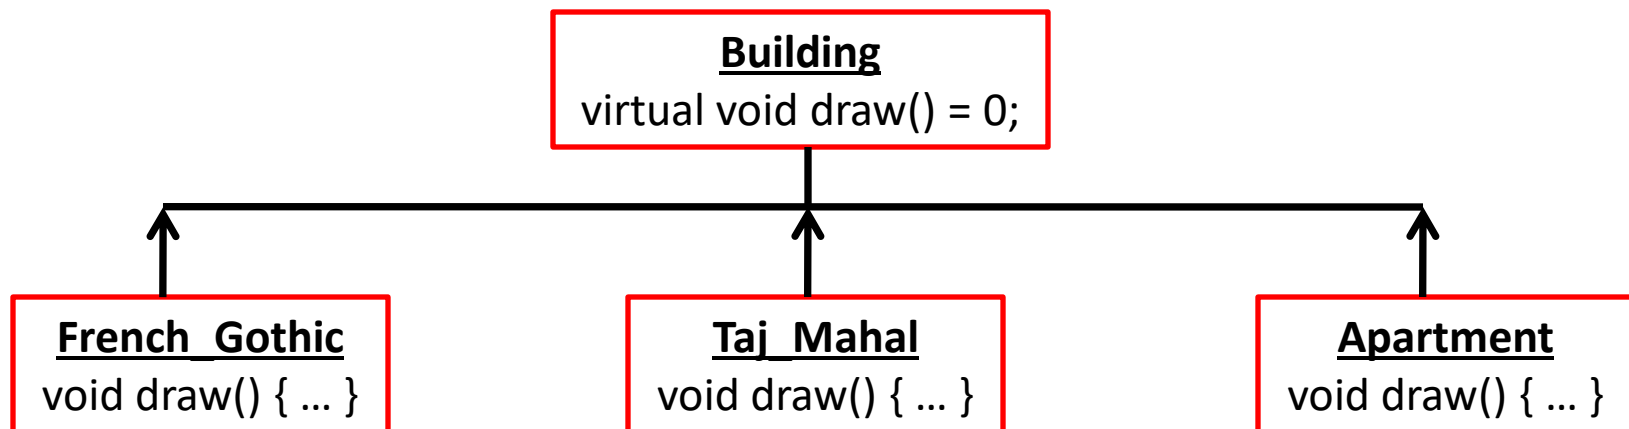 Building
virtual void draw() = 0;
French_Gothic
void draw() { … }
Taj_Mahal
void draw() { … }
Apartment
void draw() { … }